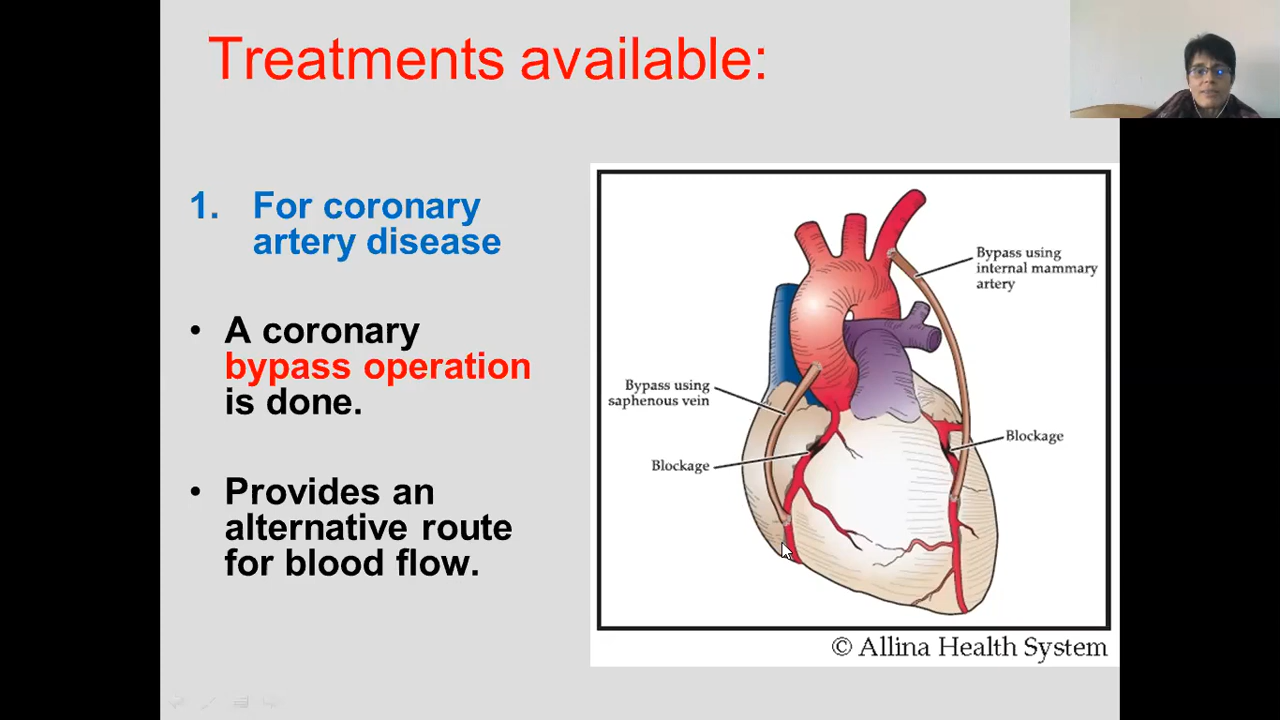 Treatments available:
1. For coronary
artery disease
• A coronary
bypass operation
is done.
• Provides an
alternative route
for blood flow.
Bypass using
internal mammary
artery
Bypass using
saphenous vein
Blockage
Blockage
© Allina Health System